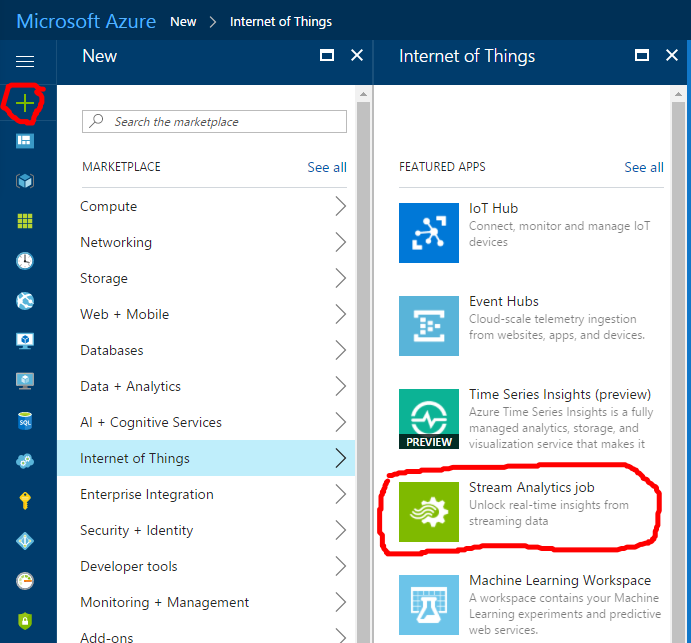 Microsoft Azure New > Internet of Things
New
Search the marketplace
MARKETPLACE See all
Compute
Networking
Storage
Web + Mobile
Databases
Data + Analytics
AI + Cognitive Services
Internet of Things
Enterprise Integration
Security + Identity
Developer tools
Monitoring + Management
Add-ons
Internet of Things
FEATURED APPS See all
IoT Hub
Connect, monitor and manage IoT
devices
Event Hubs
Cloud-scale telemetry ingestion
from websites, apps, and devices.
Time Series Insights (preview)
Azure Time Series Insights is a fully
managed analytics, storage, and
visualization service that makes it
PREVIEW
Stream Analytics job
Unlock real-time insights from
streaming data
Machine Learning Workspace
A workspace contains your Machine
Learning experiments and predictive
web services.
SQL